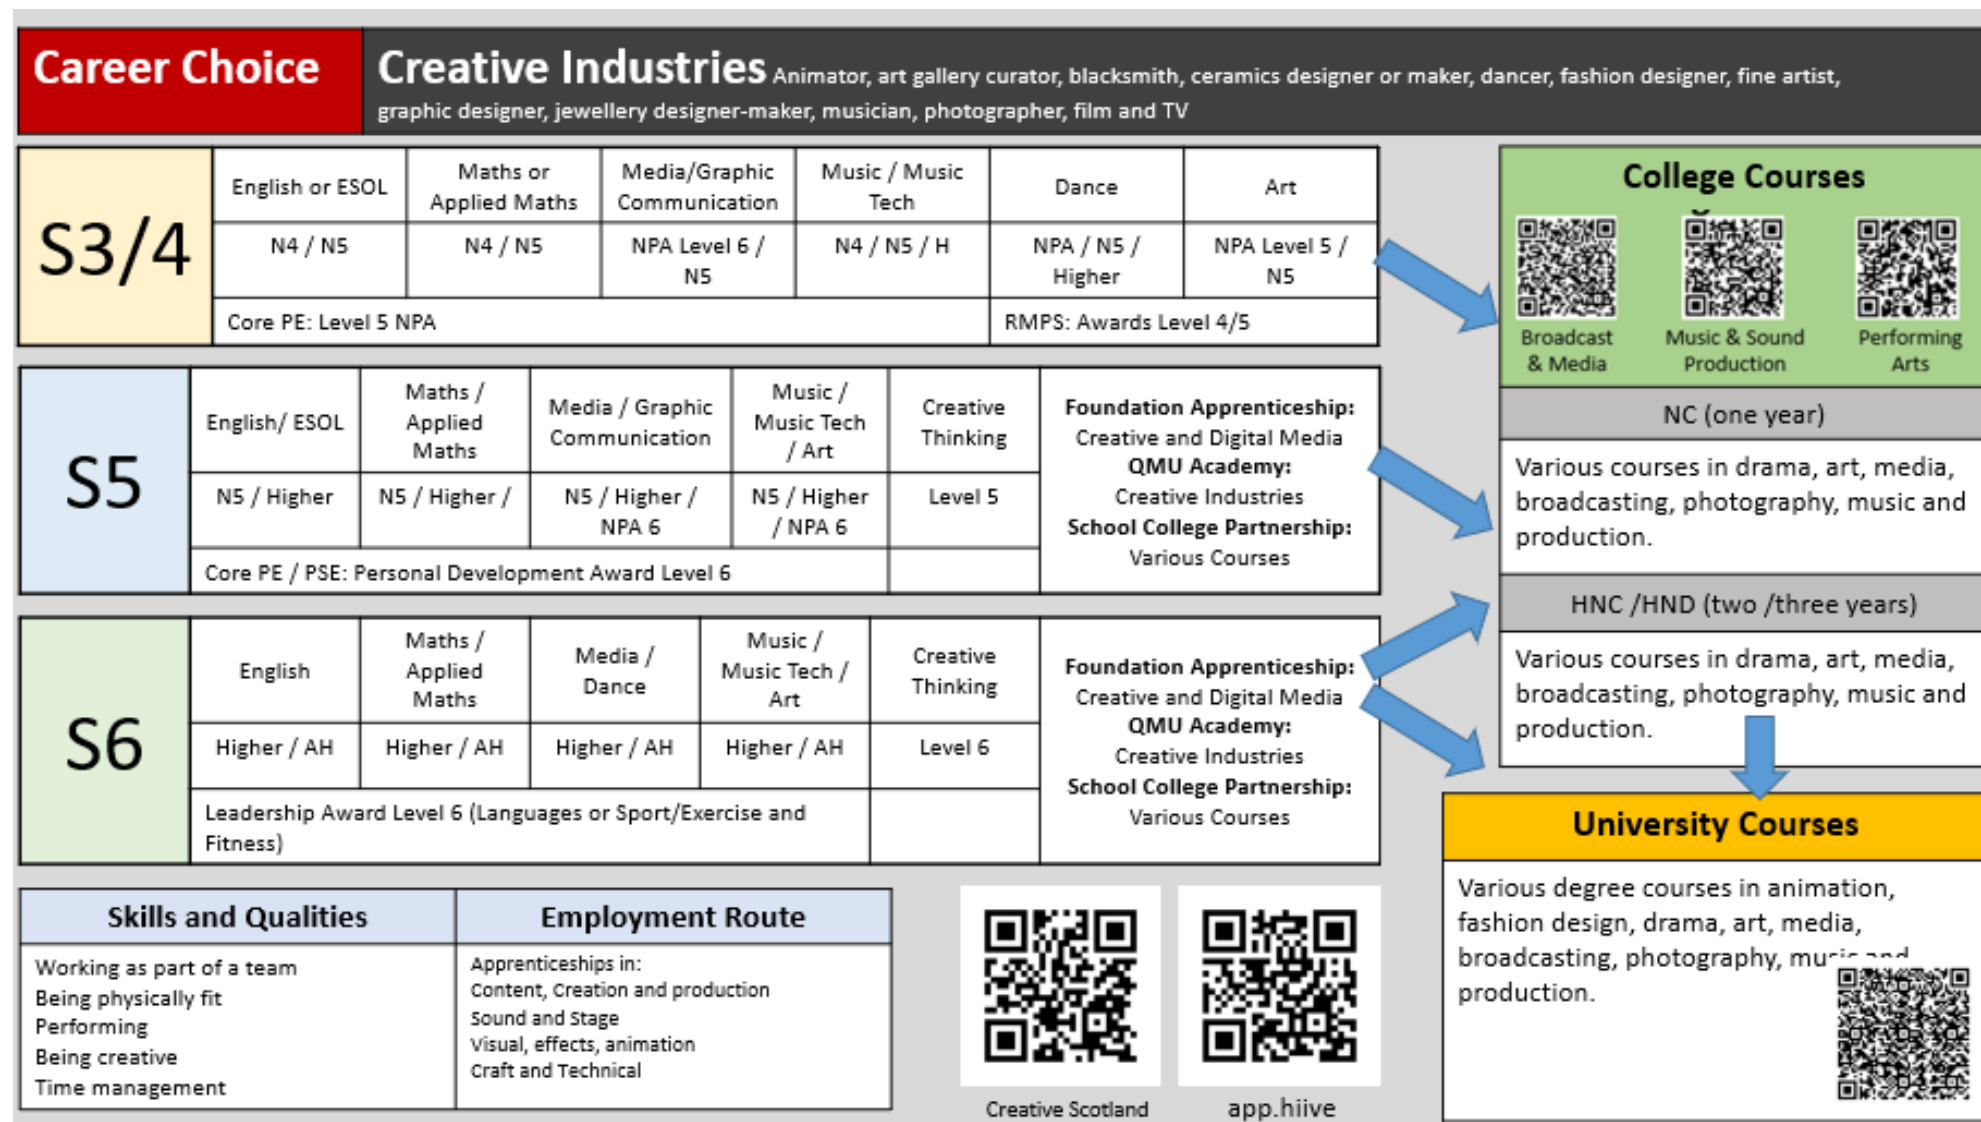 Career Choice
Creative Industries Animator, art gallery curator, blacksmith, ceramics designer or maker, dancer, fashion designer, fine artist,
graphic designer, jewellery designer-maker, musician, photographer, film and TV
S3/4
English or ESOL
Maths or
Applied Maths
Media/Graphic
Communication
Music / Music
Tech
Dance
Art
N4 / N5
N4 / N5
NPA Level 6 /
N5
N4 / N5 / H
NPA / N5 /
Higher
NPA Level 5 /
N5
Core PE: Level 5 NPA
RMPS: Awards Level 4/5
S5
English/ ESOL
Maths /
Applied
Maths
Media / Graphic
Communication
Music /
Music Tech
/ Art
Creative
Thinking
N5 / Higher
N5 / Higher /
N5 / Higher /
NPA 6
N5 / Higher
/ NPA 6
Level 5
Core PE / PSE: Personal Development Award Level 6
Foundation Apprenticeship:
Creative and Digital Media
QMU Academy:
Creative Industries
School College Partnership:
Various Courses
S6
English
Maths /
Applied
Maths
Media /
Dance
Music /
Music Tech /
Art
Creative
Thinking
Higher / AH
Higher / AH
Higher / AH
Higher / AH
Level 6
Leadership Award Level 6 (Languages or Sport/Exercise and
Fitness)
Foundation Apprenticeship:
Creative and Digital Media
QMU Academy:
Creative Industries
School College Partnership:
Various Courses
College Courses
Broadcast
& Media
Music & Sound
Production
Performing
Arts
NC (one year)
Various courses in drama, art, media,
broadcasting, photography, music and
production.
HNC /HND (two /three years)
Various courses in drama, art, media,
broadcasting, photography, music and
production.
University Courses
Various degree courses in animation,
fashion design, drama, art, media,
broadcasting, photography, music and
production.
Skills and Qualities
Working as part of a team
Being physically fit
Performing
Being creative
Time management
Employment Route
Apprenticeships in:
Content, Creation and production
Sound and Stage
Visual, effects, animation
Craft and Technical
Creative Scotland
app.hiive